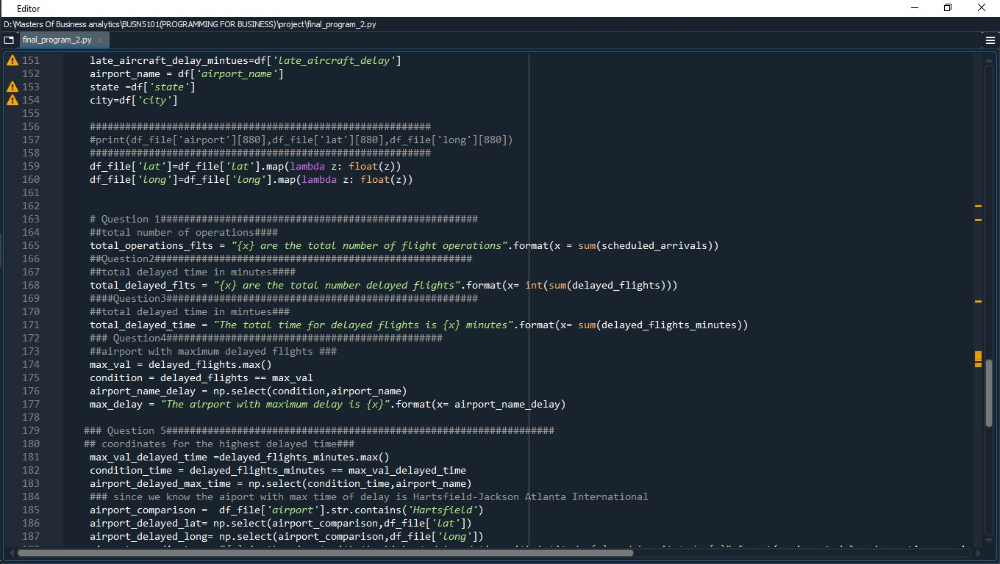 Editor
D:\Masters Of Business analytics\BUSN5101(PROGRAMMING FOR BUSINESS)\project\final_program_2.py
final_program_2.py
151 late_aircraft_delay_mintues=df['late_aircraft_delay']
152 airport_name = df['airport_name']
153 state =df['state']
154 city=df['city']
155
156 ##########################################################
157 #print(df_file['airport'][880],df_file['lat'][880],df_file['long'][880])
158 ##########################################################
159 df_file['lat']=df_file['lat'].map(lambda z: float(z))
160 df_file['long']=df_file['long'].map(lambda z: float(z))
161
162
163 # Question 1######################################################
164 ##total number of operations####
165 total_operations_flts = "{x} are the total number of flight operations".format(x = sum(scheduled_arrivals))
166 ##Question2######################################################
167 ##total delayed time in minutes####
168 total_delayed_flts = "{x} are the total number delayed flights".format(x= int(sum(delayed_flights)))
169 ####Question3#####################################################
170 ##total delayed time in mintues###
171 total_delayed_time = "The total time for delayed flights is {x} minutes".format(x= sum(delayed_flights_minutes))
172 ### Question4###############################################
173 ##airport with maximum delayed flights ###
174 max_val = delayed_flights.max()
175 condition = delayed_flights == max_val
176 airport_name_delay = np.select(condition,airport_name)
177 max_delay = "The airport with maximum delay is {x}".format(x= airport_name_delay)
178
179 ### Question 5##################################################################
180 ## coordinates for the highest delayed time###
181 max_val_delayed_time =delayed_flights_minutes.max()
182 condition_time = delayed_flights_minutes == max_val_delayed_time
183 airport_delayed_max_time = np.select(condition_time,airport_name)
184 ### since we know the aiport with max time of delay is Hartsfield-Jackson Atlanta International
185 airport_comparison =  df_file['airport'].str.contains('Hartsfield')
186 airport_delayed_lat= np.select(airport_comparison,df_file['lat'])
187 airport_delayed_long= np.select(airport_comparison,df_file['long'])